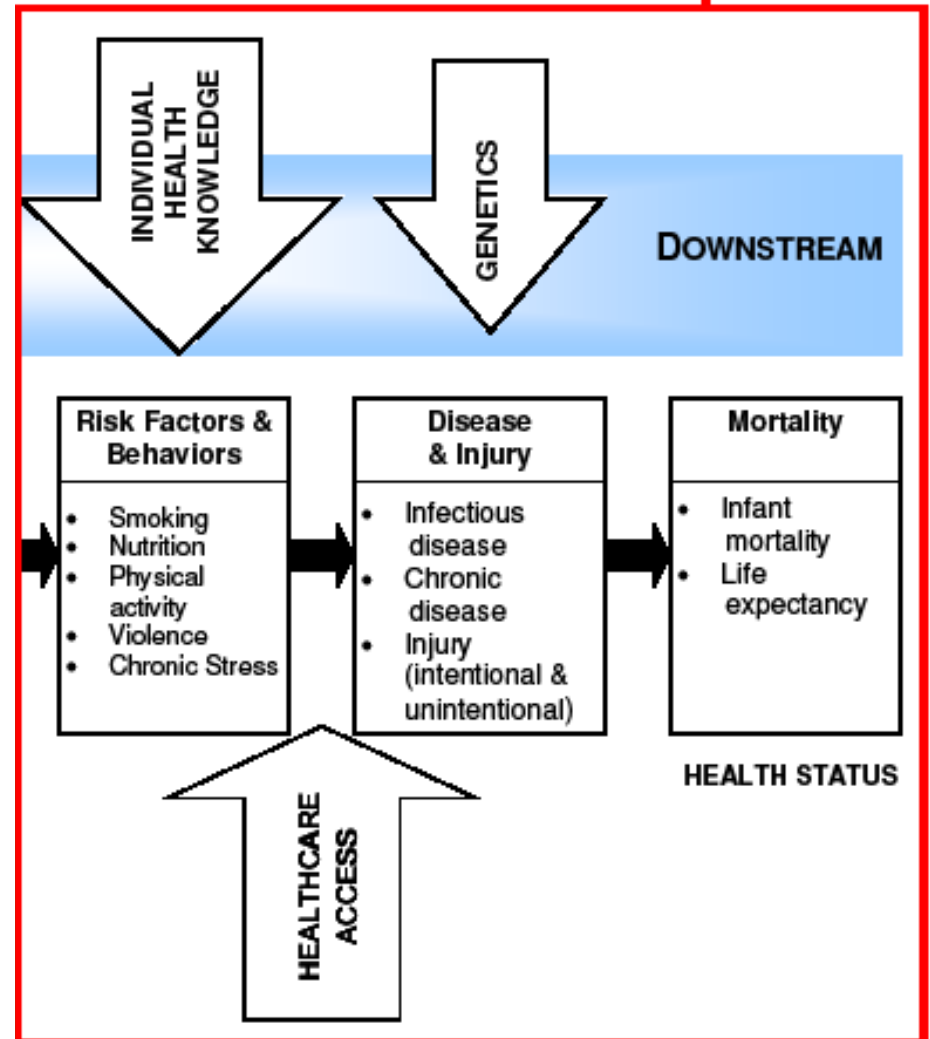 INDIVIDUAL
HEALTH
KNOWLEDGE
GENETICS
DOWNSTREAM
Risk Factors &
Behaviors
• Smoking
• Nutrition
• Physical
activity
• Violence
• Chronic Stress
Disease
& Injury
• Infectious
disease
• Chronic
disease
• Injury
(intentional &
unintentional)
Mortality
• Infant
mortality
• Life
expectancy
HEALTH STATUS
HEALTHCARE
ACCESS